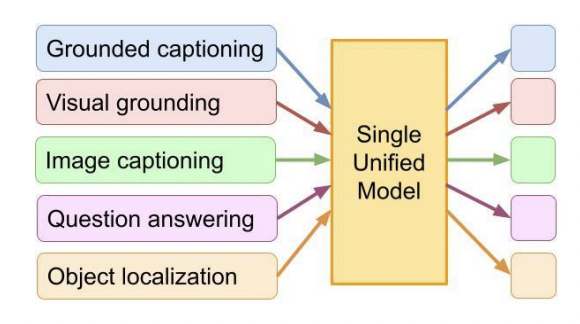 Grounded captioning
Visual grounding
Image captioning
Question answering
Object localization
Single
Unified
Model